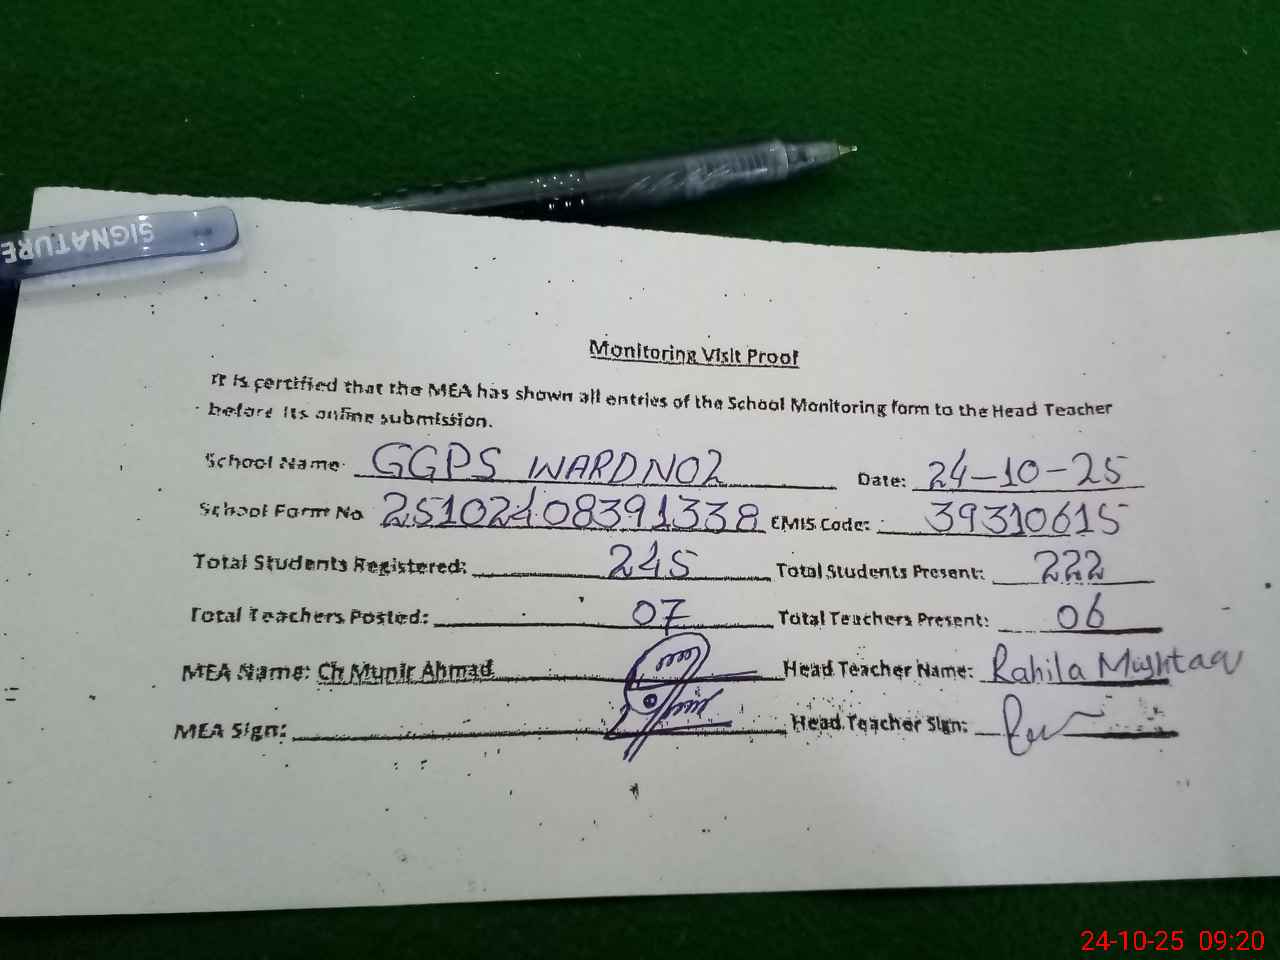 SIGNATURE
Monitoring Visit Proof
It is certified that the MEA has shown all entries of the School Monitoring form to the Head Teacher
before its online submission.
School Name: GGPS WARDNO2 Date: 24-10-25
School Form No 25102408391338 EMIS Code: 39310615
Total Students Registered: 245 Total Students Present: 222
Total Teachers Posted: 07 Total Teachers Present: 06
MEA Name: Ch Munir Ahmad Head Teacher Name: Rahila Mushtaq
MEA Sign: Head Teacher Sign:
24-10-25 09:20